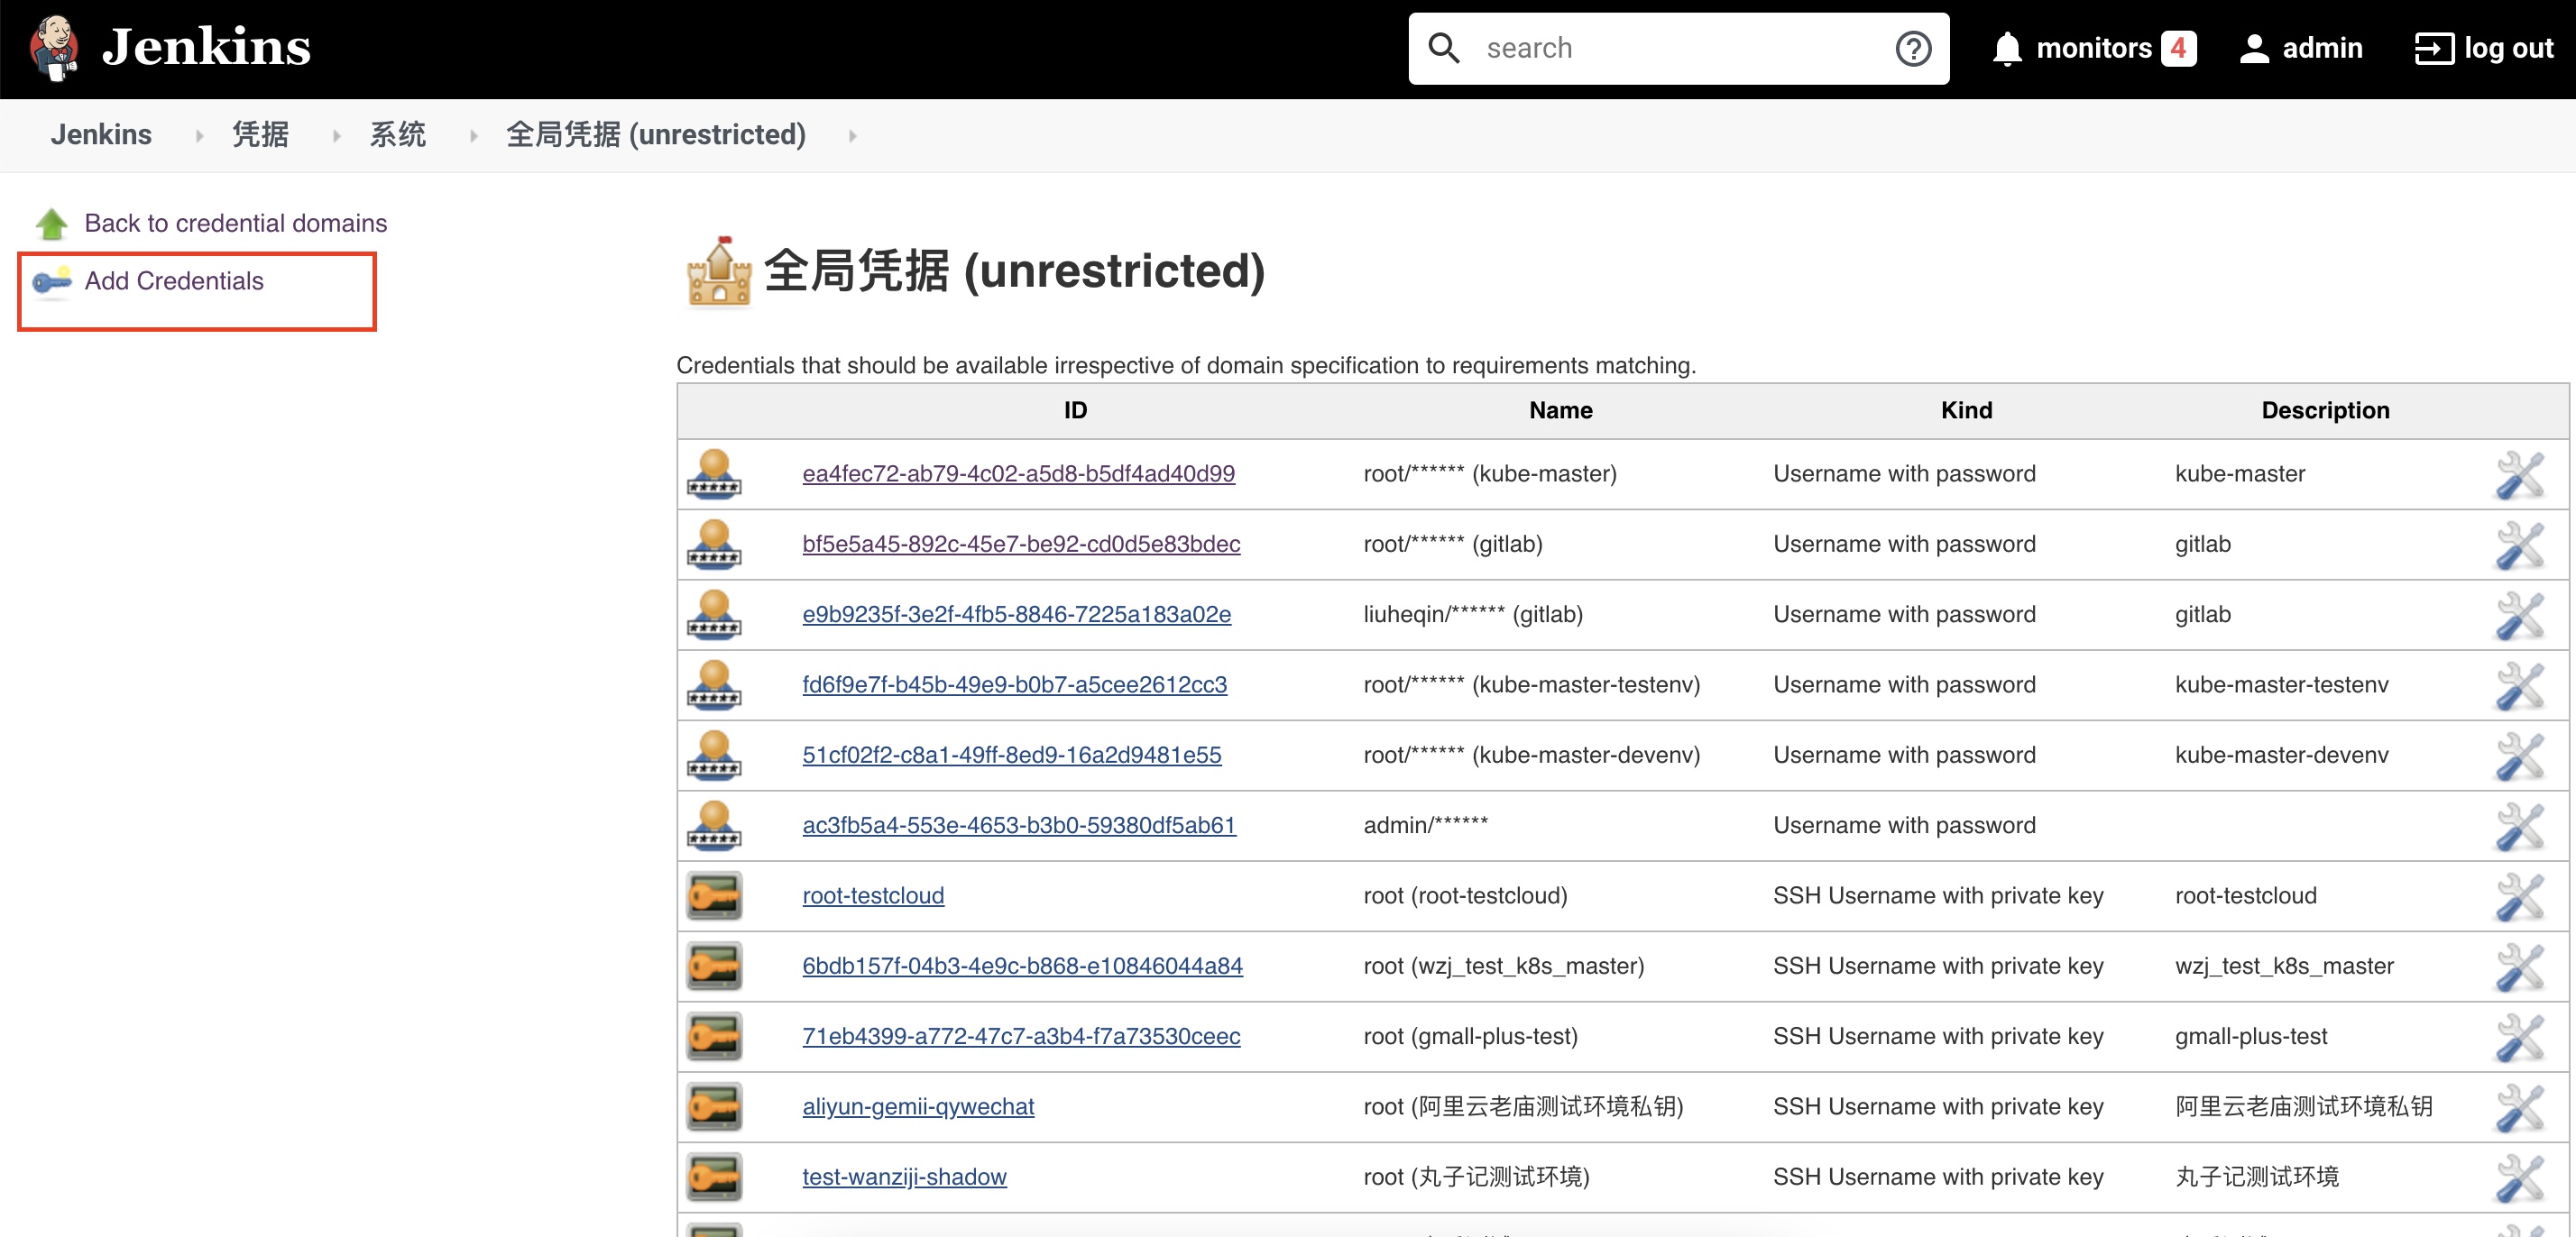 Jenkins
search
monitors 4
admin
log out
Jenkins 凭据 系统 全局凭据 (unrestricted)
Back to credential domains
Add Credentials
全局凭据 (unrestricted)
Credentials that should be available irrespective of domain specification to requirements matching.
ID Name Kind Description
ea4fec72-ab79-4c02-a5d8-b5df4ad40d99 root/****** (kube-master) Username with password kube-master
bf5e5a45-892c-45e7-be92-cd0d5e83bdec root/****** (gitlab) Username with password gitlab
e9b9235f-3e2f-4fb5-8846-7225a183a02e liuheqin/****** (gitlab) Username with password gitlab
fd6f9e7f-b45b-49e9-b0b7-a5cee2612cc3 root/****** (kube-master-testenv) Username with password kube-master-testenv
51cf02f2-c8a1-49ff-8ed9-16a2d9481e55 root/****** (kube-master-devenv) Username with password kube-master-devenv
ac3fb5a4-553e-4653-b3b0-59380df5ab61 admin/****** Username with password
root-testcloud root (root-testcloud) SSH Username with private key root-testcloud
6bdb157f-04b3-4e9c-b868-e10846044a84 root (wzj_test_k8s_master) SSH Username with private key wzj_test_k8s_master
71eb4399-a772-47c7-a3b4-f7a73530ceec root (gmall-plus-test) SSH Username with private key gmall-plus-test
aliyun-gemii-qywechat root (阿里云老庙测试环境私钥) SSH Username with private key 阿里云老庙测试环境私钥
test-wanziji-shadow root (丸子记测试环境) SSH Username with private key 丸子记测试环境